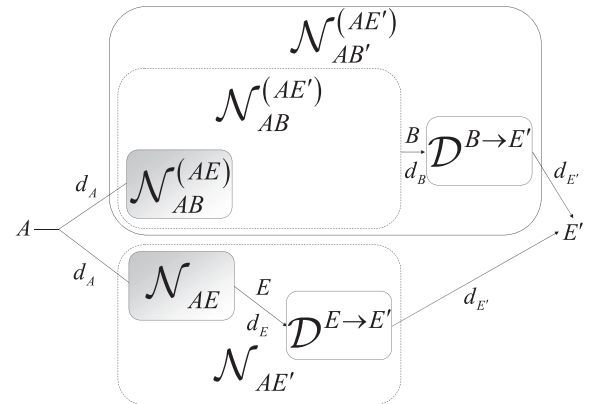 𝒩_{AB′}^{(AE′)}
𝒩_{AB}^{(AE′)}
B
𝒟^{B→E′}
d_B
𝒩_{AB}^{(AE)}
d_A
d_{E′}
A
E′
d_A
𝒩_{AE}
E
d_{E′}
d_E
𝒟^{E→E′}
𝒩_{AE′}